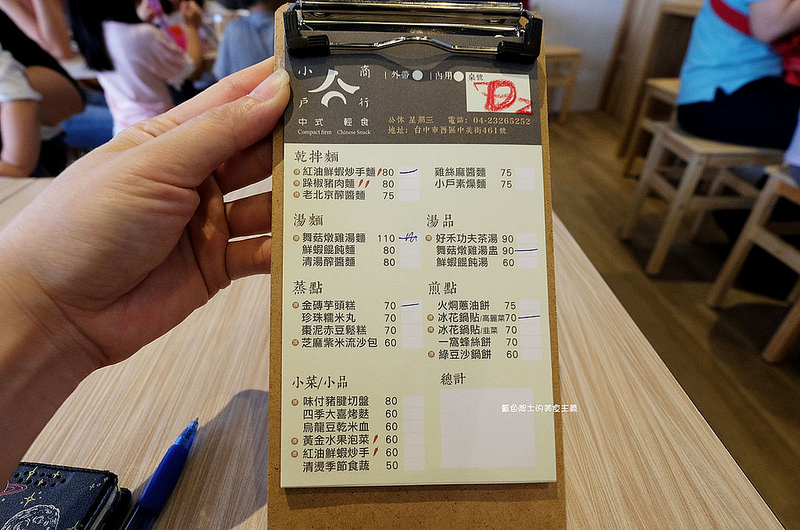 小 商
戶 行
中式 輕食
Compact firm Chinese Snack
外帶 內用 桌號
D2
公休 星期三 電話: 04-23265252
地址: 台中市西區中美街461號
乾拌麵
紅油鮮蝦炒手麵 80
跺椒豬肉麵 80
老北京醡醬麵 75
雞絲麻醬麵 75
小戶素燥麵 75
湯麵
舞菇燉雞湯麵 110
鮮蝦餛飩麵 80
清湯醡醬麵 80
湯品
好禾功夫茶湯 90
舞菇燉雞湯盅 90
鮮蝦餛飩湯 60
蒸點
金磚芋頭糕 70
珍珠糯米丸 70
棗泥赤豆鬆糕 70
芝麻紫米流沙包 60
煎點
火焗蔥油餅 75
冰花鍋貼/高麗菜 70
冰花鍋貼/韭菜 70
一窩蜂絲餅 70
綠豆沙鍋餅 60
小菜/小品
味付豬腱切盤 80
四季大喜烤麩 60
烏龍豆乾米血 60
黃金水果泡菜 60
紅油鮮蝦炒手 60
清燙季節食蔬 50
總計
藍色起士的美食主義